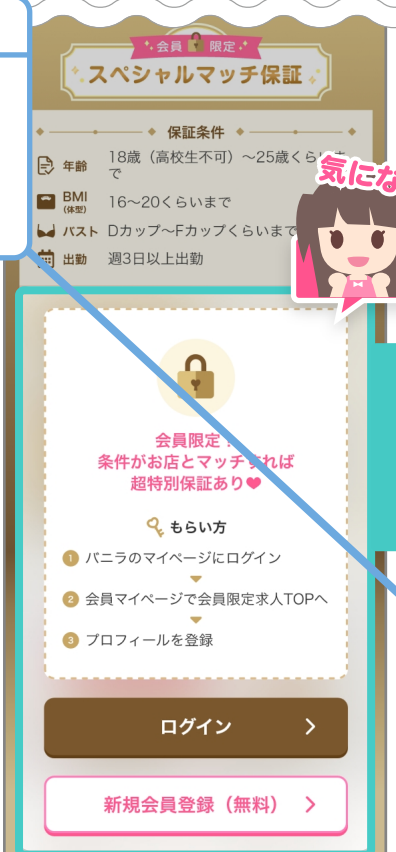 会員 限定
スペシャルマッチ保証
保証条件
年齢 18歳（高校生不可）〜25歳くらいま
で
BMI
(体型) 16〜20くらいまで
バスト Dカップ〜Fカップくらいまで
出勤 週3日以上出勤
気にな
会員限定！
条件がお店とマッチすれば
超特別保証あり❤
もらい方
1 バニラのマイページにログイン
2 会員マイページで会員限定求人TOPへ
3 プロフィールを登録
ログイン
新規会員登録（無料）